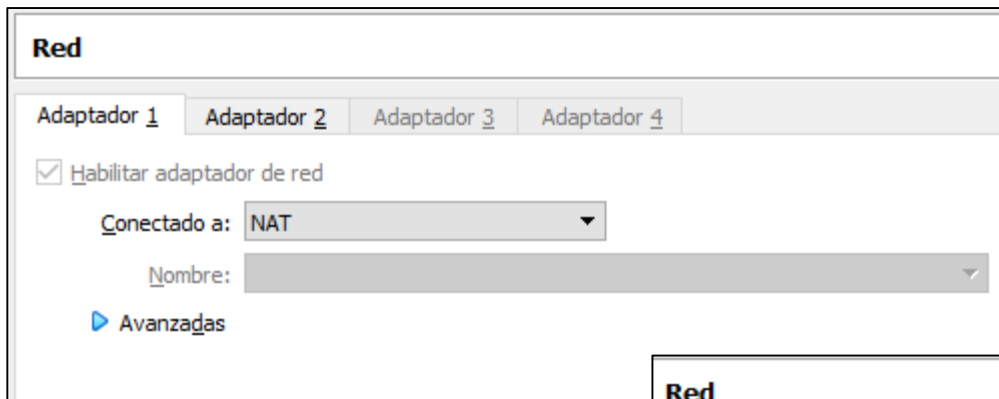 Red
Adaptador 1 Adaptador 2 Adaptador 3 Adaptador 4
Habilitar adaptador de red
Conectado a: NAT
Nombre:
Avanzadas
Red